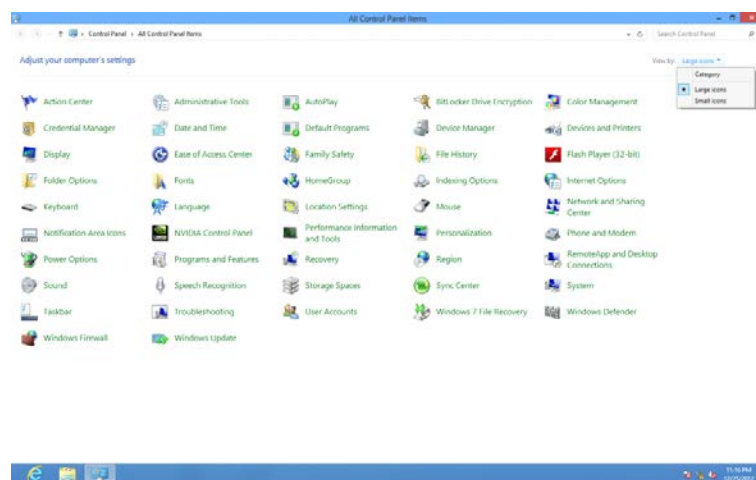 All Control Panel Items
Control Panel All Control Panel Items Search Control Panel
Adjust your computer's settings View by: Large icons
Category
Large icons
Small icons
Action Center Administrative Tools AutoPlay BitLocker Drive Encryption Color Management
Credential Manager Date and Time Default Programs Device Manager Devices and Printers
Display Ease of Access Center Family Safety File History Flash Player (32-bit)
Folder Options Fonts HomeGroup Indexing Options Internet Options
Keyboard Language Location Settings Mouse Network and Sharing
Center
Notification Area Icons NVIDIA Control Panel Performance Information
and Tools Personalization Phone and Modem
Power Options Programs and Features Recovery Region RemoteApp and Desktop
Connections
Sound Speech Recognition Storage Spaces Sync Center System
Taskbar Troubleshooting User Accounts Windows 7 File Recovery Windows Defender
Windows Firewall Windows Update
11:16 PM